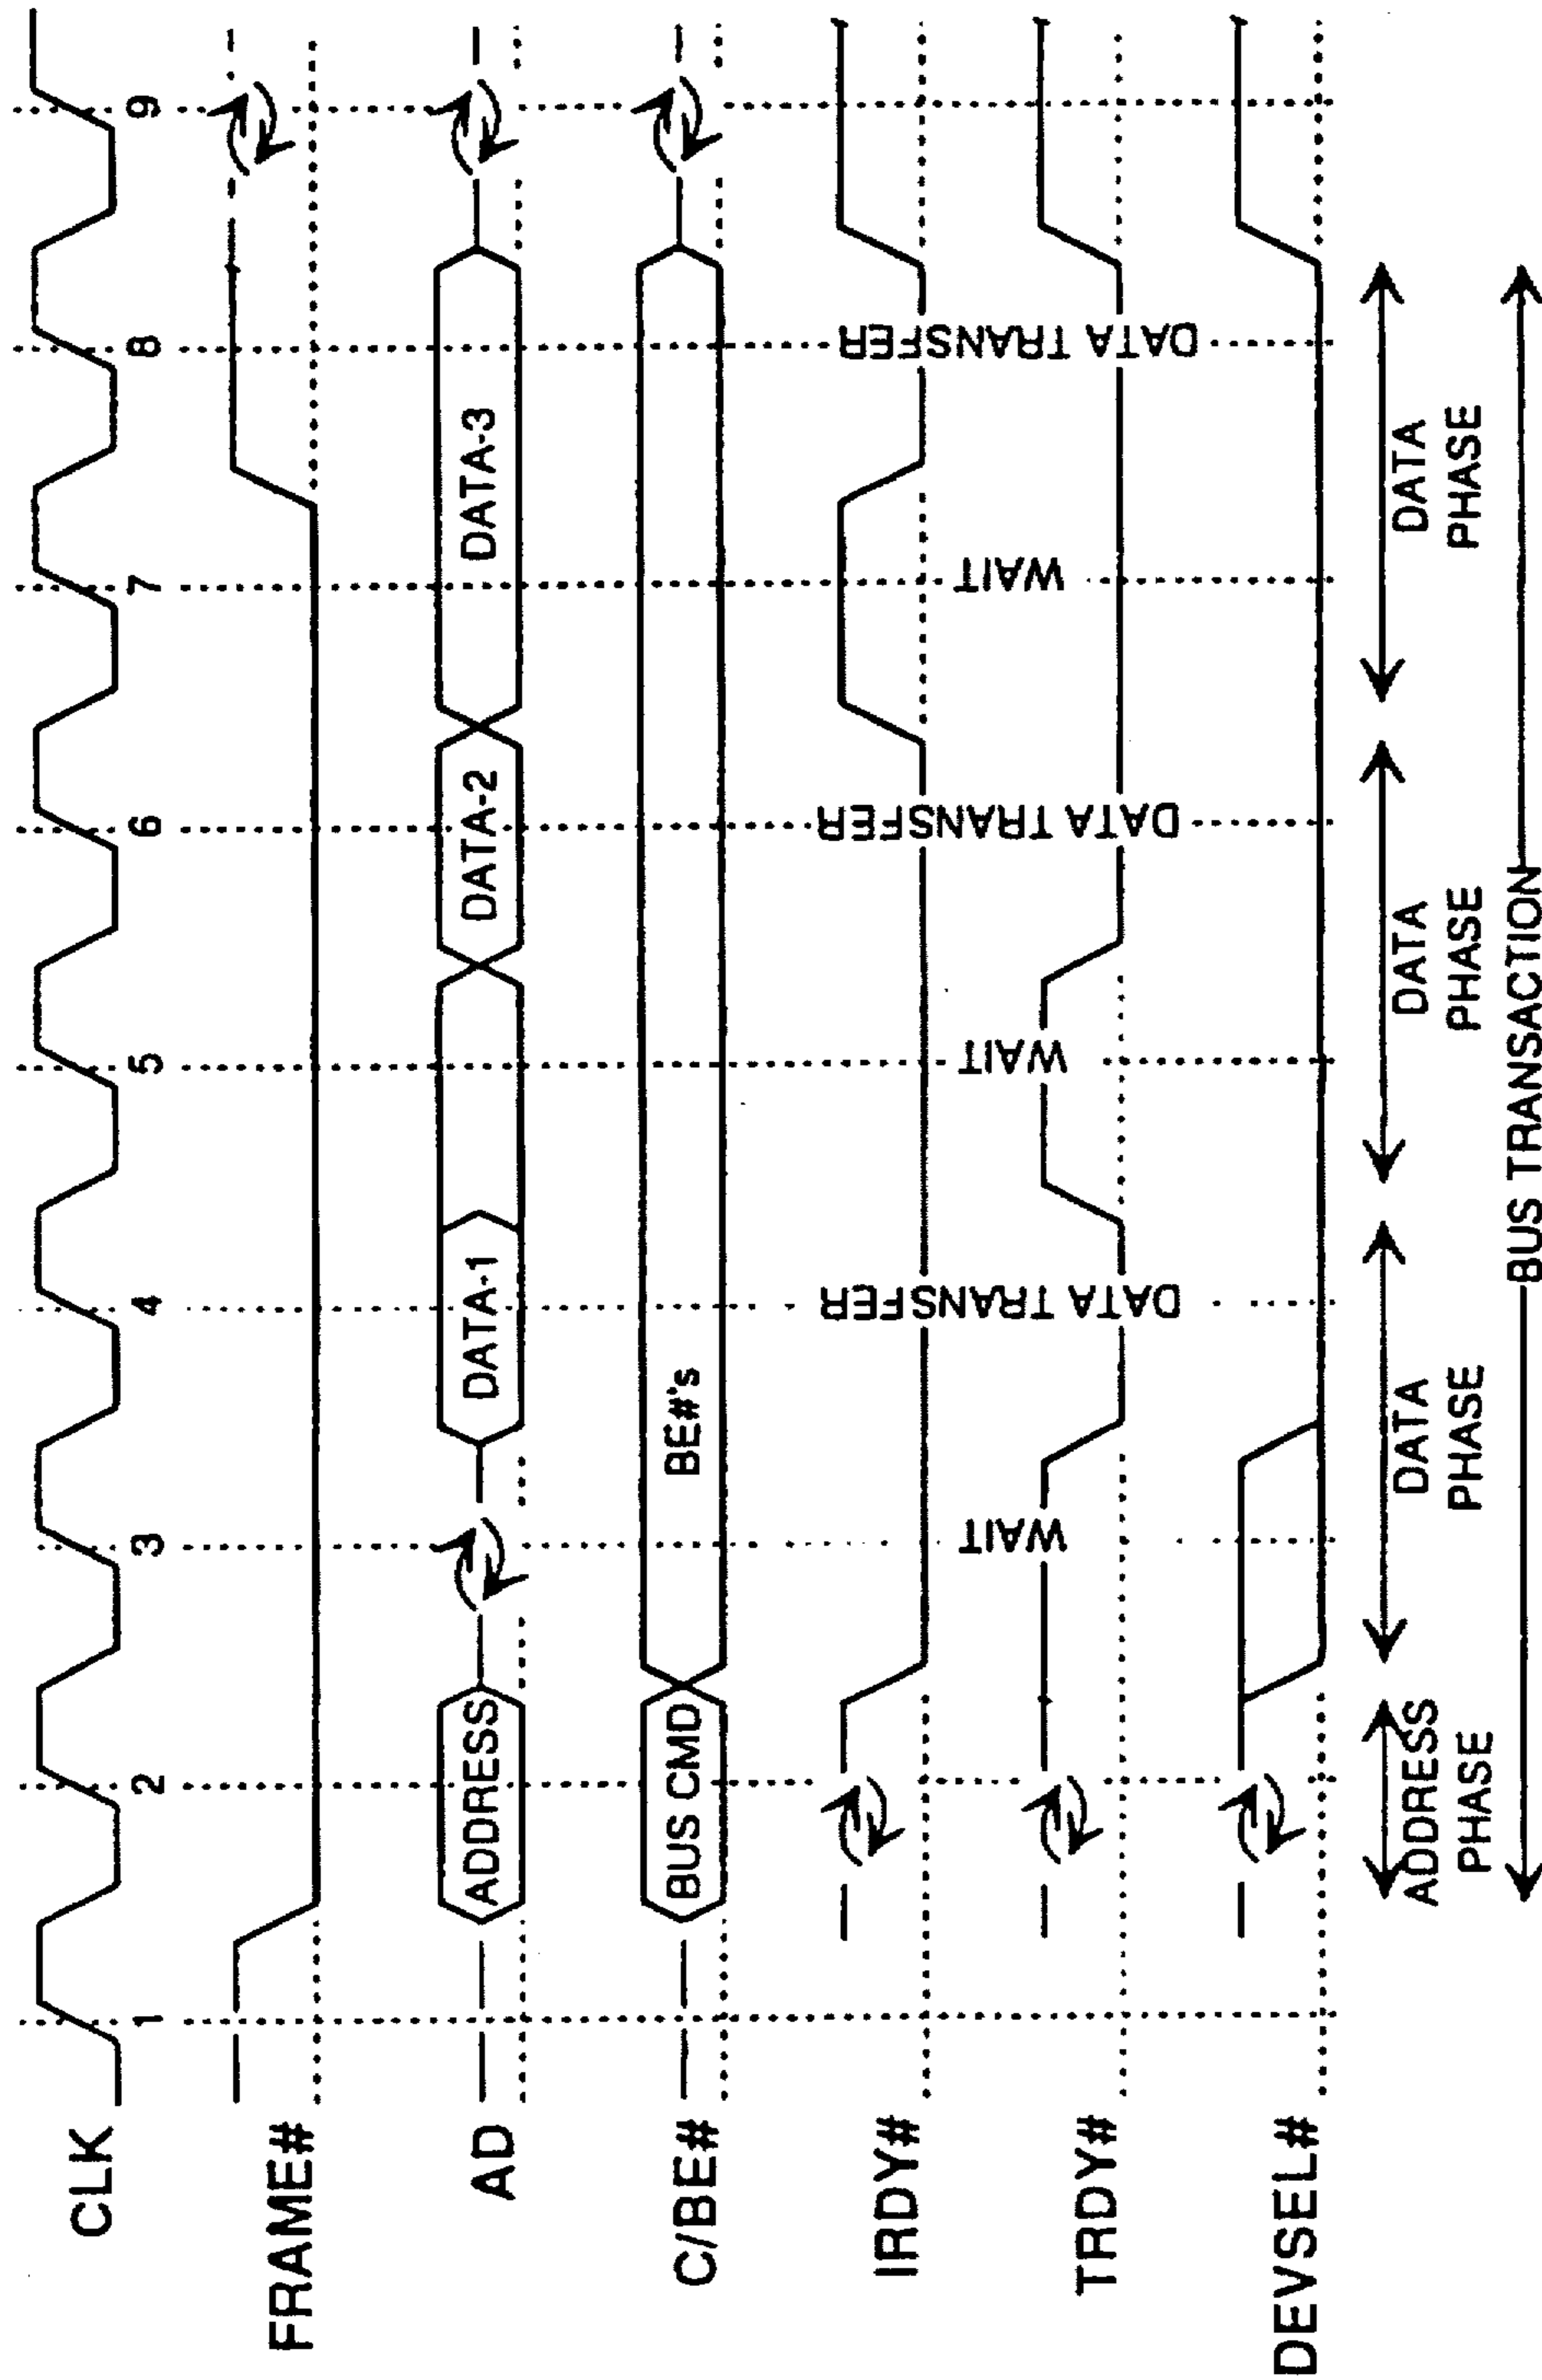 CLK
1
2
3
4
5
6
7
8
9
FRAME#
AD
ADDRESS
DATA-1
DATA-2
DATA-3
C/BE#
BUS CMD
BE#'s
IRDY#
WAIT
DATA TRANSFER
WAIT
DATA TRANSFER
WAIT
DATA TRANSFER
TRDY#
DEVSEL#
ADDRESS
PHASE
DATA
PHASE
DATA
PHASE
DATA
PHASE
BUS TRANSACTION